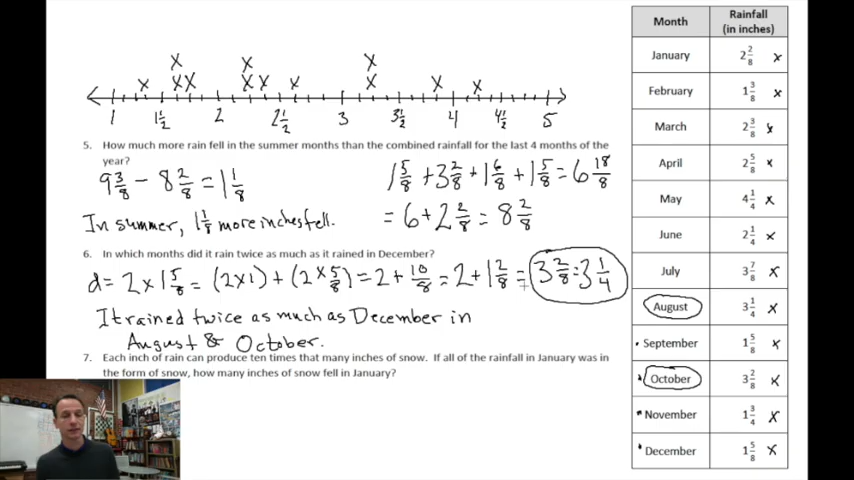 x x x
x xx xx x x x x x
1 1 1/2 2 2 1/2 3 3 1/2 4 4 1/2 5
5. How much more rain fell in the summer months than the combined rainfall for the last 4 months of the
year?
9 3/8 - 8 2/8 = 1 1/8
1 5/8 + 3 2/8 + 1 6/8 + 1 5/8 = 6 18/8
= 6 + 2 2/8 = 8 2/8
In summer, 1 1/8 more inches fell.
6. In which months did it rain twice as much as it rained in December?
d = 2 x 1 5/8 = (2x1) + (2 x 5/8) = 2 + 10/8 = 2 + 1 2/8 = 3 2/8 = 3 1/4
It rained twice as much as December in
August & October.
7. Each inch of rain can produce ten times that many inches of snow. If all of the rainfall in January was in
the form of snow, how many inches of snow fell in January?
Month Rainfall (in inches)
January 2 2/8 x
February 1 3/8 x
March 2 3/8 x
April 2 5/8 x
May 4 1/4 x
June 2 1/4 x
July 3 7/8 x
August 3 1/4 x
September 1 5/8 x
October 3 2/8 x
November 1 3/4 x
December 1 5/8 x